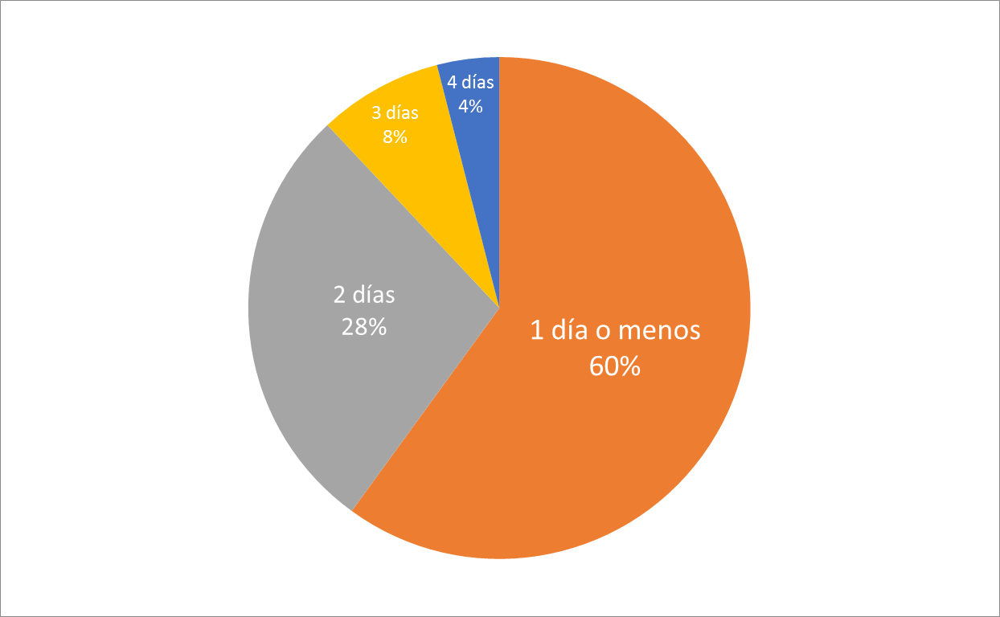 4 días
4%
3 días
8%
2 días
28%
1 día o menos
60%